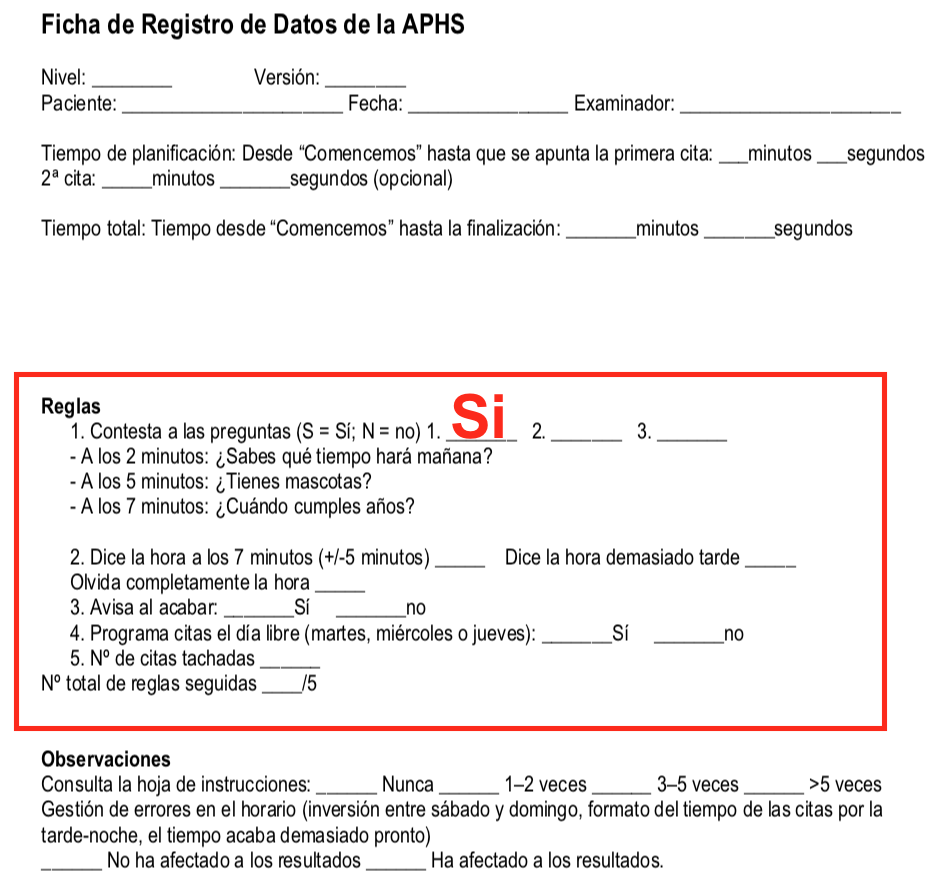 Ficha de Registro de Datos de la APHS
Nivel: ________ Versión: ________
Paciente: ______________________ Fecha: ________________ Examinador: ______________________
Tiempo de planificación: Desde “Comencemos” hasta que se apunta la primera cita: ___minutos ___segundos
2ª cita: _____minutos _______segundos (opcional)
Tiempo total: Tiempo desde “Comencemos” hasta la finalización: _______minutos _______segundos
Reglas
1. Contesta a las preguntas (S = Sí; N = no) 1. Si 2. _______ 3. _______
- A los 2 minutos: ¿Sabes qué tiempo hará mañana?
- A los 5 minutos: ¿Tienes mascotas?
- A los 7 minutos: ¿Cuándo cumples años?
2. Dice la hora a los 7 minutos (+/-5 minutos) _____ Dice la hora demasiado tarde _____
Olvida completamente la hora _____
3. Avisa al acabar: _______Sí _______no
4. Programa citas el día libre (martes, miércoles o jueves): _______Sí _______no
5. Nº de citas tachadas ______
Nº total de reglas seguidas ____/5
Observaciones
Consulta la hoja de instrucciones: ______ Nunca ______ 1–2 veces ______ 3–5 veces ______ >5 veces
Gestión de errores en el horario (inversión entre sábado y domingo, formato del tiempo de las citas por la
tarde-noche, el tiempo acaba demasiado pronto)
______ No ha afectado a los resultados ______ Ha afectado a los resultados.